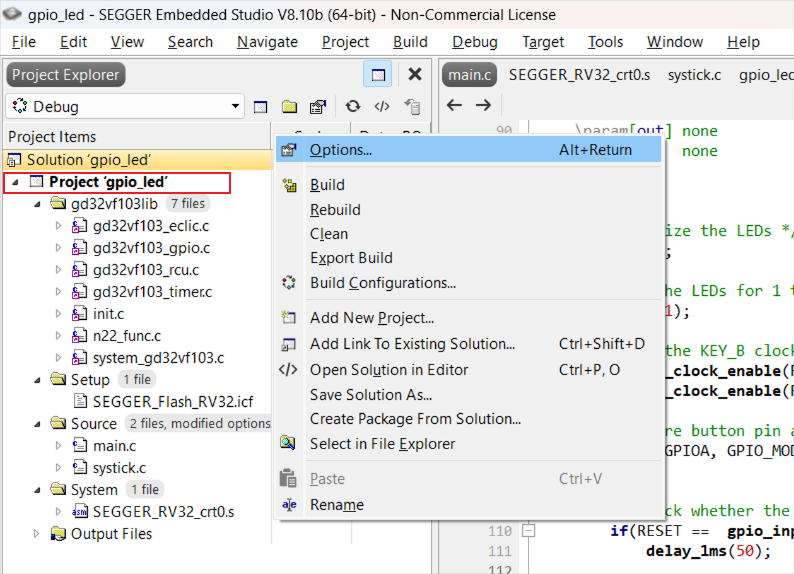 gpio_led - SEGGER Embedded Studio V8.10b (64-bit) - Non-Commercial License
File Edit View Search Navigate Project Build Debug Target Tools Window Help
Project Explorer
main.c SEGGER_RV32_crt0.s systick.c gpio_led
Debug
Project Items
Solution 'gpio_led'
Project 'gpio_led'
gd32vf103lib 7 files
gd32vf103_eclic.c
gd32vf103_gpio.c
gd32vf103_rcu.c
gd32vf103_timer.c
init.c
n22_func.c
system_gd32vf103.c
Setup 1 file
SEGGER_Flash_RV32.icf
Source 2 files, modified options
main.c
systick.c
System 1 file
SEGGER_RV32_crt0.s
Output Files
Options... Alt+Return
Build
Rebuild
Clean
Export Build
Build Configurations...
Add New Project...
Add Link To Existing Solution... Ctrl+Shift+D
Open Solution in Editor Ctrl+P, O
Save Solution As...
Create Package From Solution...
Select in File Explorer
Paste Ctrl+V
Rename
90 \param[out] none
none
ize the LEDs */
;
he LEDs for 1 t
1);
the KEY_B clock
_clock_enable(R
_clock_enable(R
re button pin a
GPIOA, GPIO_MOD
ck whether the
110 if(RESET == gpio_inp
111 delay_1ms(50);
112